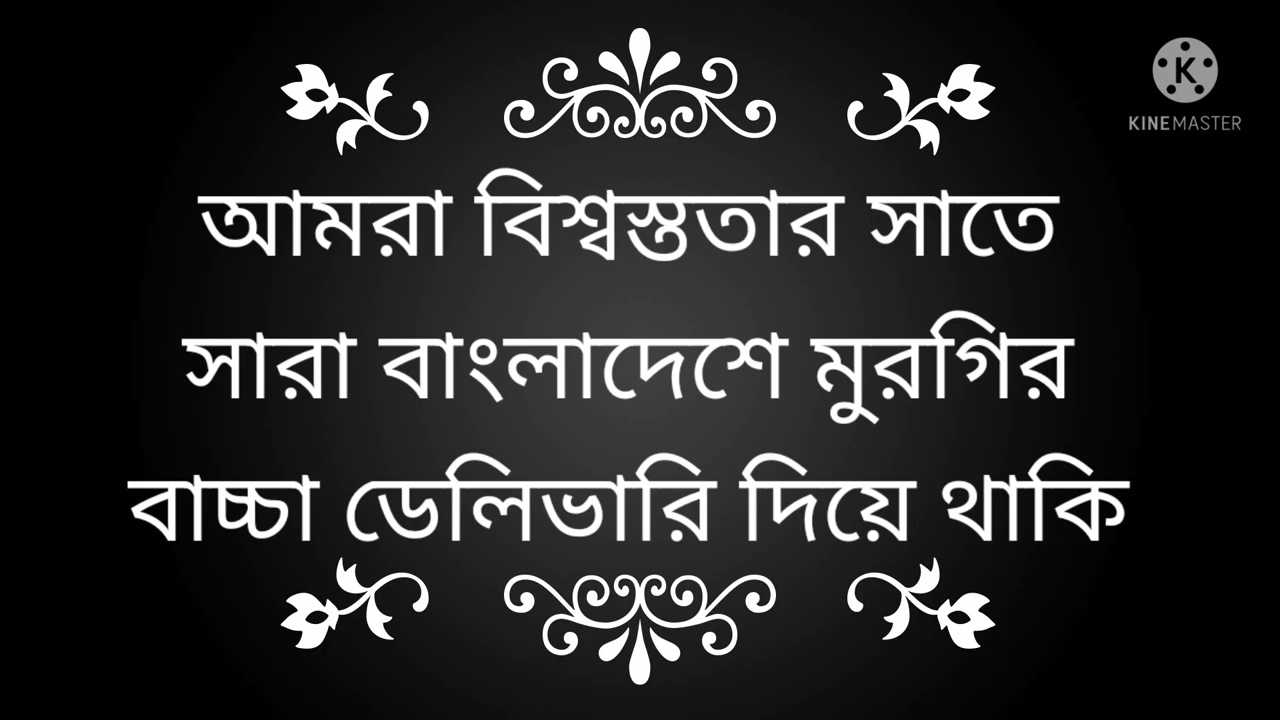 KINEMASTER
আমরা বিশ্বস্ততার সাতে
সারা বাংলাদেশে মুরগির
বাচ্চা ডেলিভারি দিয়ে থাকি